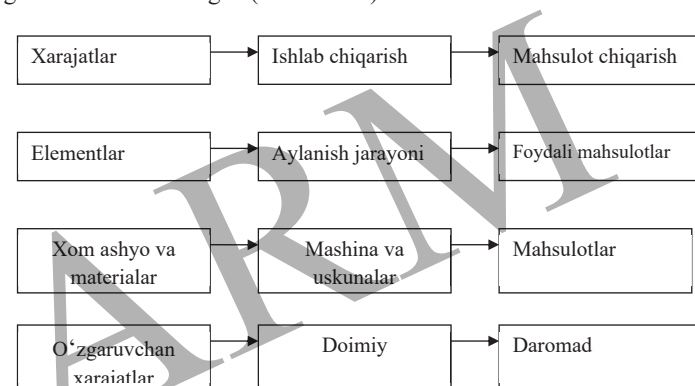 Xarajatlar Ishlab chiqarish Mahsulot chiqarish
Elementlar Aylanish jarayoni Foydali mahsulotlar
Xom ashyo va Mashina va Mahsulotlar
materialar uskunalar
O‘zgaruvchan Doimiy Daromad
xarajatlar
ARM